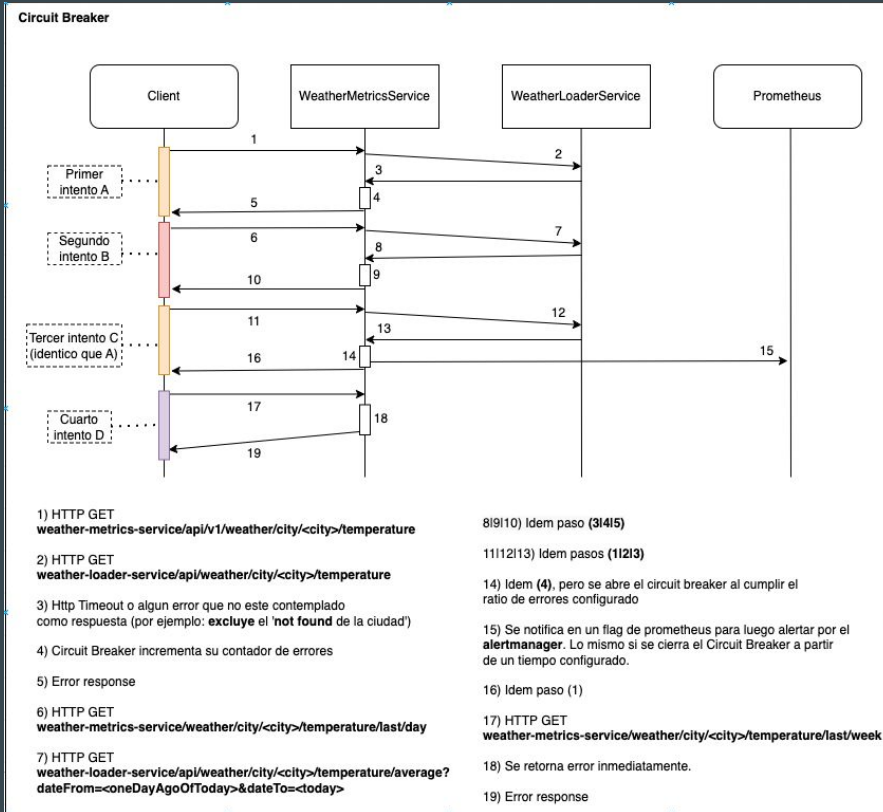 Circuit Breaker
Client
WeatherMetricsService
WeatherLoaderService
Prometheus
1
2
3
Primer
intento A
4
5
6
7
Segundo
intento B
8
9
10
11
12
13
Tercer intento C
(identico que A)
14
15
16
17
18
Cuarto
intento D
19
1) HTTP GET
weather-metrics-service/api/v1/weather/city/<city>/temperature
2) HTTP GET
weather-loader-service/api/weather/city/<city>/temperature
3) Http Timeout o algun error que no este contemplado
como respuesta (por ejemplo: excluye el 'not found de la ciudad')
4) Circuit Breaker incrementa su contador de errores
5) Error response
6) HTTP GET
weather-metrics-service/weather/city/<city>/temperature/last/day
7) HTTP GET
weather-loader-service/api/weather/city/<city>/temperature/average?
dateFrom=<oneDayAgoOfToday>&dateTo=<today>
8|9|10) Idem paso (3|4|5)
11|12|13) Idem pasos (1|2|3)
14) Idem (4), pero se abre el circuit breaker al cumplir el
ratio de errores configurado
15) Se notifica en un flag de prometheus para luego alertar por el
alertmanager. Lo mismo si se cierra el Circuit Breaker a partir
de un tiempo configurado.
16) Idem paso (1)
17) HTTP GET
weather-metrics-service/weather/city/<city>/temperature/last/week
18) Se retorna error inmediatamente.
19) Error response